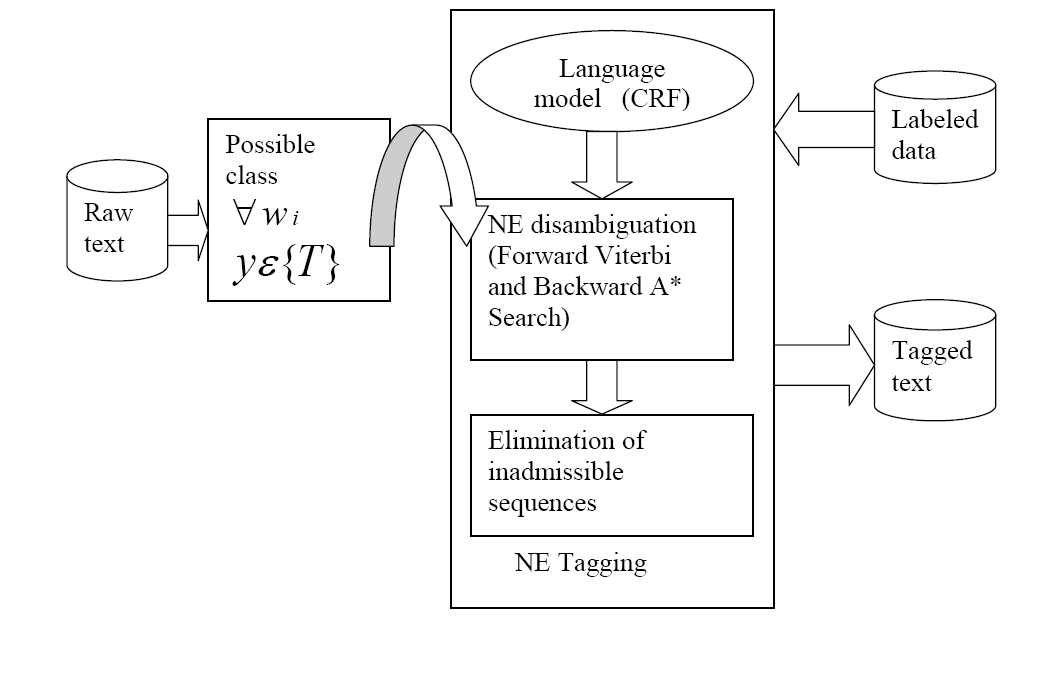 Raw
text
Possible
class
∀ w i
yε{T}
Language
model (CRF)
NE disambiguation
(Forward Viterbi
and Backward A*
Search)
Elimination of
inadmissible
sequences
NE Tagging
Labeled
data
Tagged
text